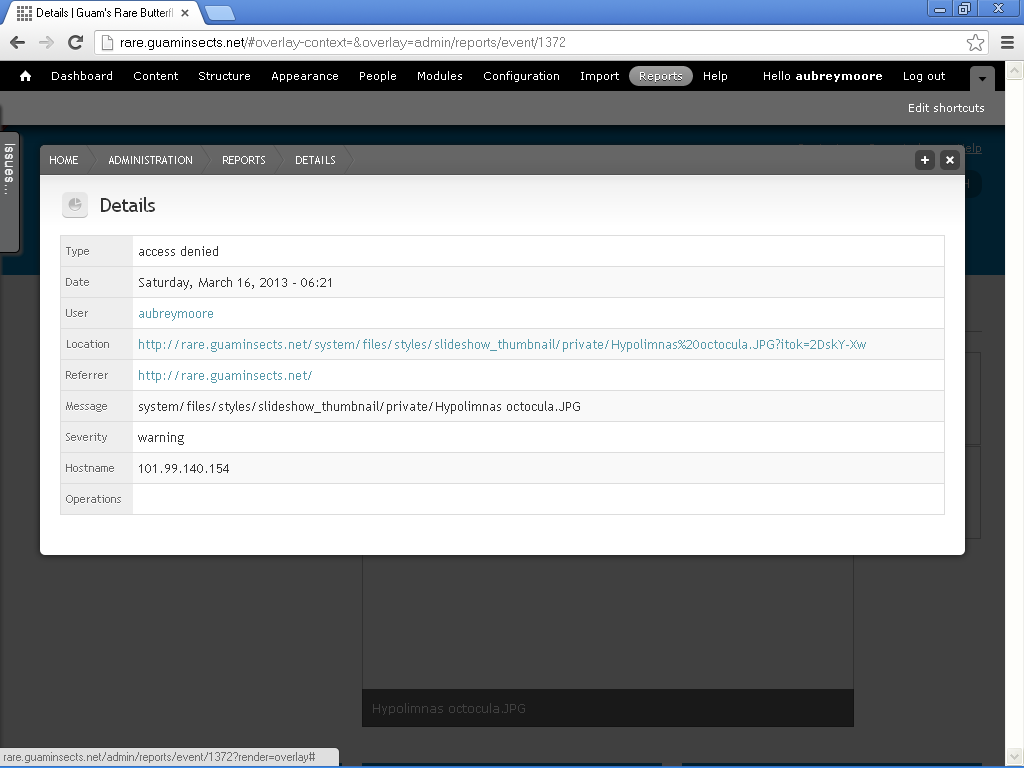 Details | Guam's Rare Butterfl
rare.guaminsects.net/#overlay-context=&overlay=admin/reports/event/1372
Dashboard Content Structure Appearance People Modules Configuration Import Reports Help Hello aubreymoore Log out
Edit shortcuts
Issues...
HOME ADMINISTRATION REPORTS DETAILS
Details
Type access denied
Date Saturday, March 16, 2013 - 06:21
User aubreymoore
Location http://rare.guaminsects.net/system/files/styles/slideshow_thumbnail/private/Hypolimnas%20octocula.JPG?itok=2DskY-Xw
Referrer http://rare.guaminsects.net/
Message system/files/styles/slideshow_thumbnail/private/Hypolimnas octocula.JPG
Severity warning
Hostname 101.99.140.154
Operations
Hypolimnas octocula.JPG
rare.guaminsects.net/admin/reports/event/1372?render=overlay#